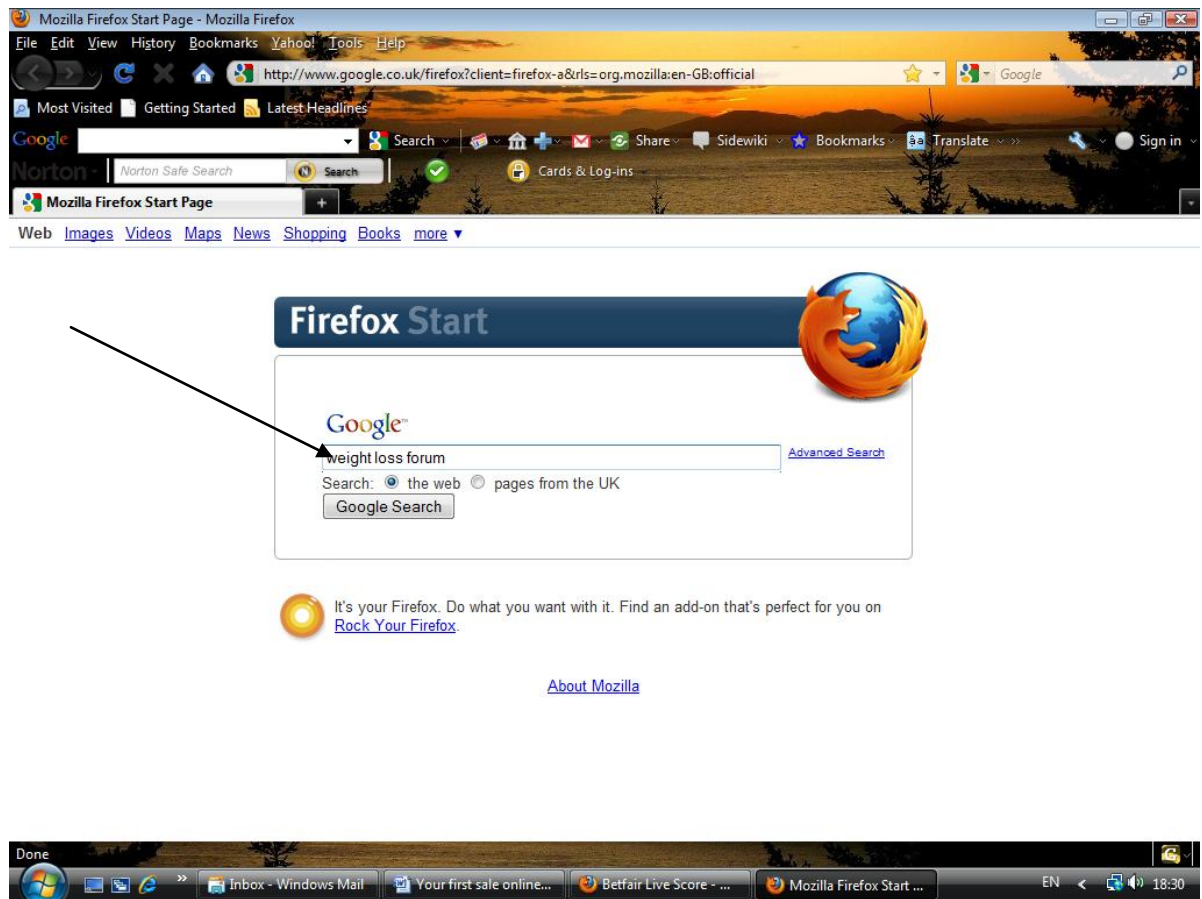 Mozilla Firefox Start Page - Mozilla Firefox
File Edit View History Bookmarks Yahoo! Tools Help
http://www.google.co.uk/firefox?client=firefox-a&rls=org.mozilla:en-GB:official Google
Most Visited Getting Started Latest Headlines
Google Search Share Sidewiki Bookmarks Translate Sign in
Norton Norton Safe Search Search Cards & Log-ins
Mozilla Firefox Start Page
Web Images Videos Maps News Shopping Books more ▼
Firefox Start
Google™
weight loss forum Advanced Search
Search: the web pages from the UK
Google Search
It's your Firefox. Do what you want with it. Find an add-on that's perfect for you on
Rock Your Firefox.
About Mozilla
Done
Inbox - Windows Mail Your first sale online... Betfair Live Score - ... Mozilla Firefox Start ... EN 18:30